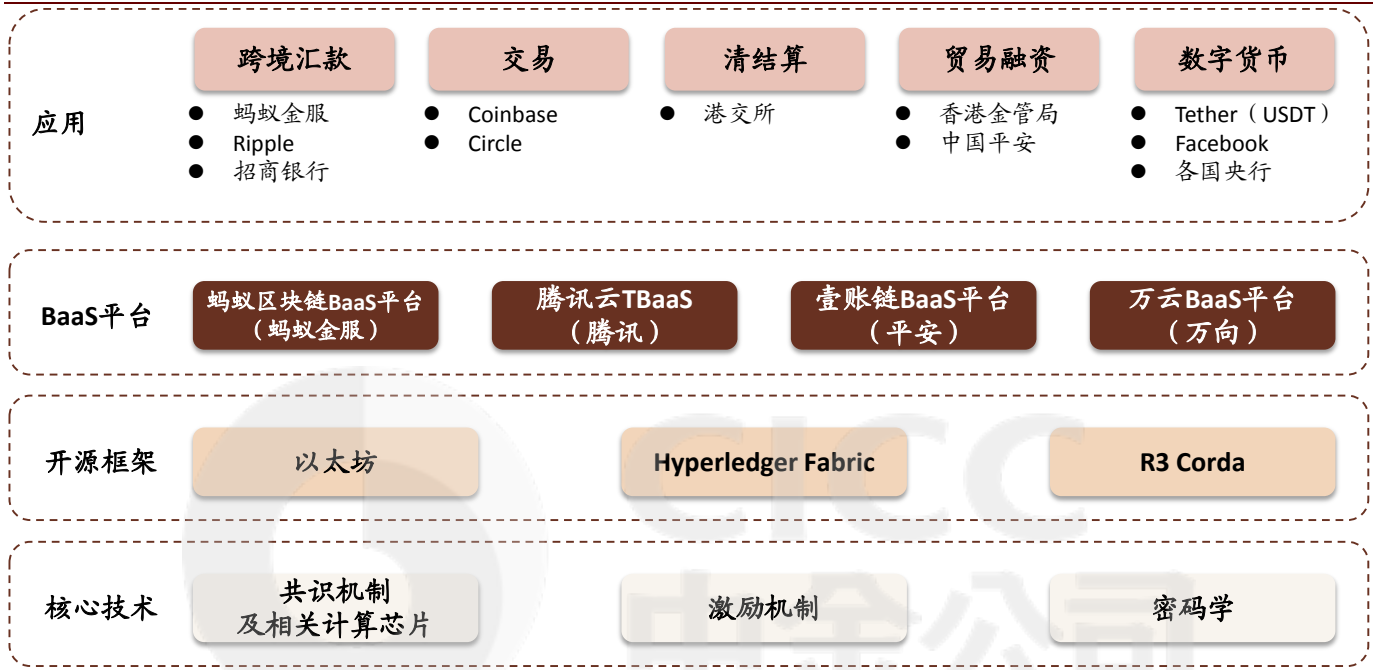 应用
跨境汇款
交易
清结算
贸易融资
数字货币
● 蚂蚁金服
● Ripple
● 招商银行
● Coinbase
● Circle
● 港交所
● 香港金管局
● 中国平安
● Tether（USDT）
● Facebook
● 各国央行
BaaS平台
蚂蚁区块链BaaS平台
（蚂蚁金服）
腾讯云TBaaS
（腾讯）
壹账链BaaS平台
（平安）
万云BaaS平台
（万向）
开源框架
以太坊
Hyperledger Fabric
R3 Corda
核心技术
共识机制
及相关计算芯片
激励机制
密码学
CICC
中金公司